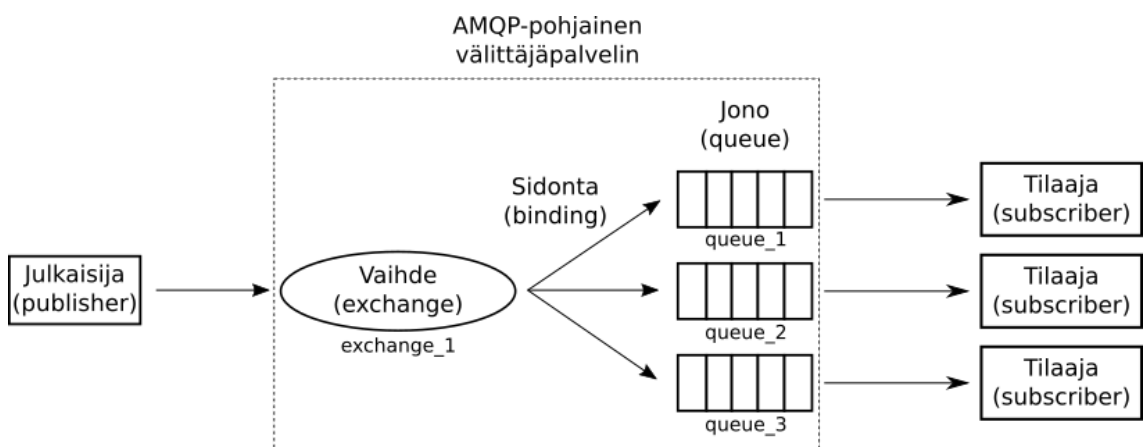 AMQP-pohjainen
välittäjäpalvelin
Jono
(queue)
Sidonta
(binding)
queue_1
Tilaaja
(subscriber)
Julkaisija
(publisher)
Vaihde
(exchange)
exchange_1
queue_2
Tilaaja
(subscriber)
queue_3
Tilaaja
(subscriber)